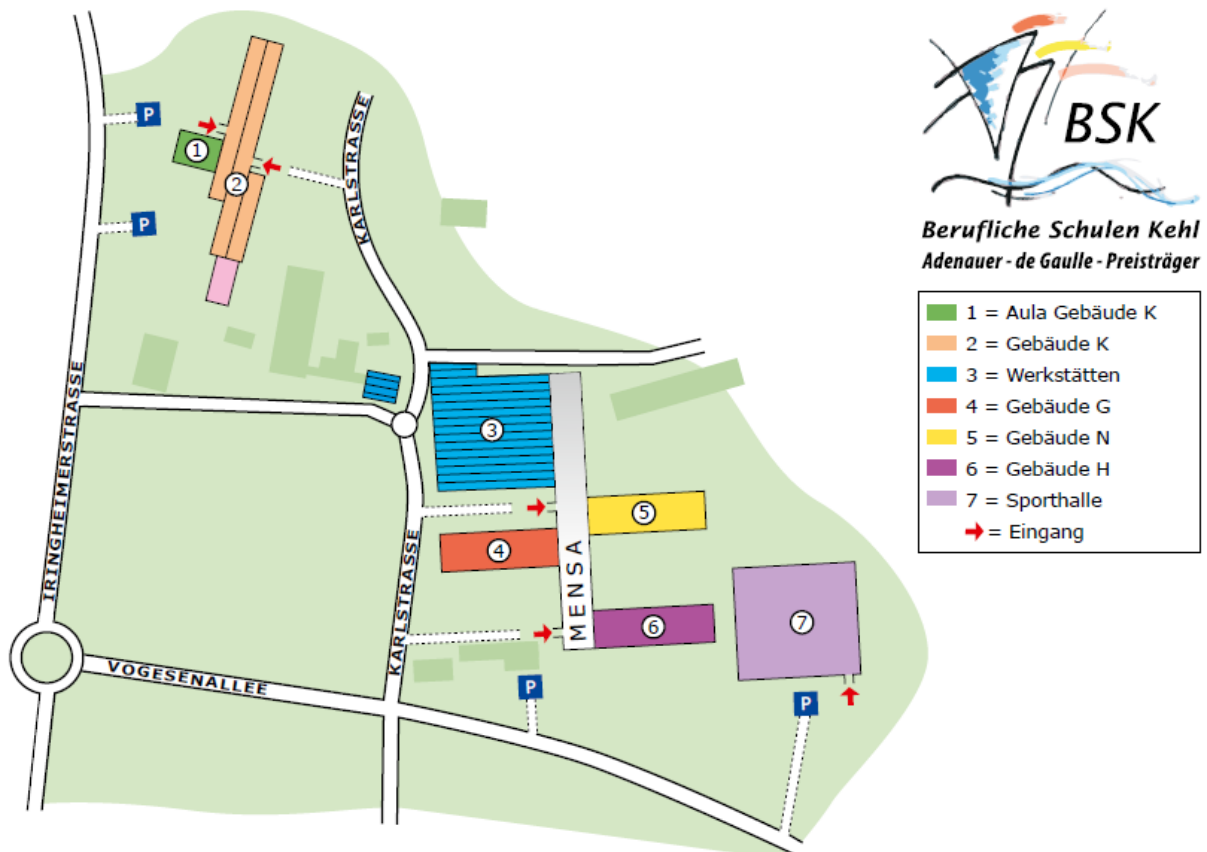 P
P
1
2
KARLSTRASSE
IRINGHEIMERSTRASSE
3
MENSA
5
4
KARLSTRASSE
6
7
VOGESENALLEE
P
P
BSK
Berufliche Schulen Kehl
Adenauer - de Gaulle - Preisträger
1 = Aula Gebäude K
2 = Gebäude K
3 = Werkstätten
4 = Gebäude G
5 = Gebäude N
6 = Gebäude H
7 = Sporthalle
= Eingang